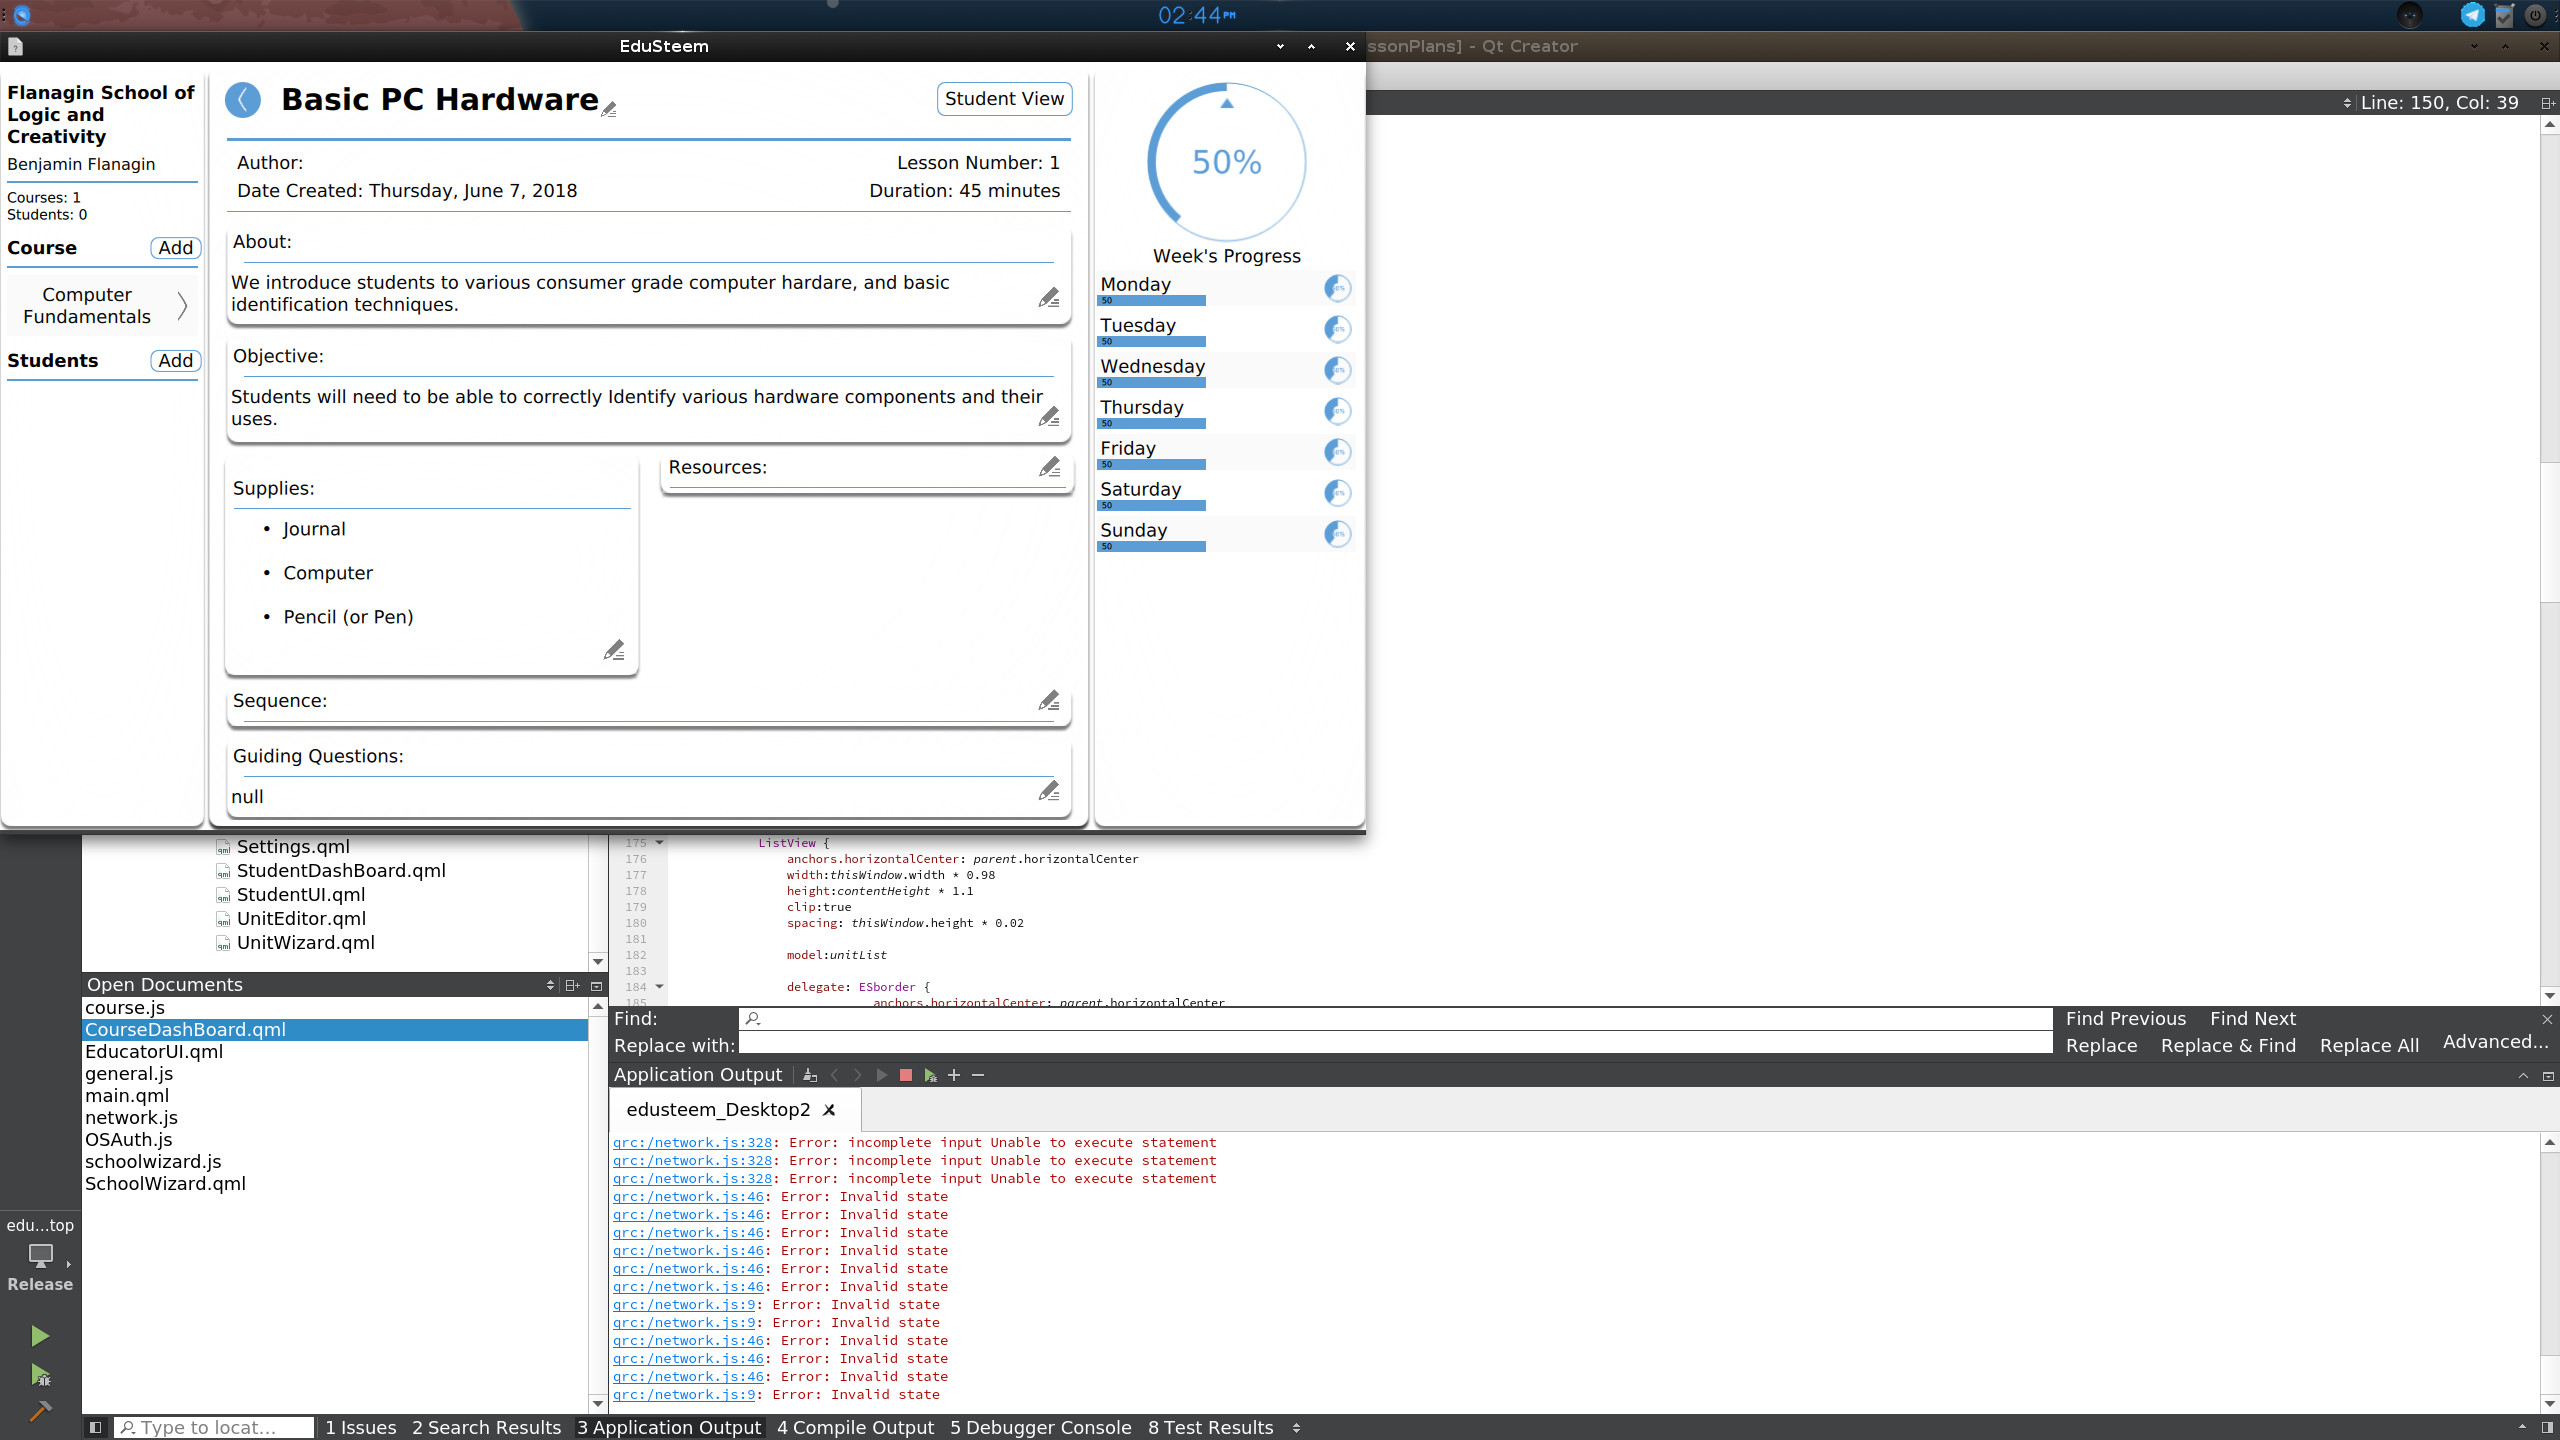 02:44PM
EduSteem
ssonPlans] - Qt Creator
Line: 150, Col: 39
Flanagin School of
Logic and
Creativity
Benjamin Flanagin
Courses: 1
Students: 0
Course
Add
Computer
Fundamentals
Students
Add
Basic PC Hardware
Student View
Author:
Lesson Number: 1
Date Created: Thursday, June 7, 2018
Duration: 45 minutes
About:
We introduce students to various consumer grade computer hardare, and basic
identification techniques.
Objective:
Students will need to be able to correctly Identify various hardware components and their
uses.
Supplies:
• Journal
• Computer
• Pencil (or Pen)
Resources:
Sequence:
Guiding Questions:
null
50%
Week's Progress
Monday
50
Tuesday
50
Wednesday
50
Thursday
50
Friday
50
Saturday
50
Sunday
50
Settings.qml
StudentDashBoard.qml
StudentUI.qml
UnitEditor.qml
UnitWizard.qml
Open Documents
course.js
CourseDashBoard.qml
EducatorUI.qml
general.js
main.qml
network.js
OSAuth.js
schoolwizard.js
SchoolWizard.qml
edu...top
Release
175 ListView {
176 anchors.horizontalCenter: parent.horizontalCenter
177 width:thisWindow.width * 0.98
178 height:contentHeight * 1.1
179 clip:true
180 spacing: thisWindow.height * 0.02
181
182 model:unitList
183
184 delegate: ESborder {
185 anchors.horizontalCenter: parent.horizontalCenter
Find:
Find Previous Find Next
Replace with:
Replace Replace & Find Replace All Advanced...
Application Output
edusteem_Desktop2
qrc:/network.js:328: Error: incomplete input Unable to execute statement
qrc:/network.js:328: Error: incomplete input Unable to execute statement
qrc:/network.js:328: Error: incomplete input Unable to execute statement
qrc:/network.js:46: Error: Invalid state
qrc:/network.js:46: Error: Invalid state
qrc:/network.js:46: Error: Invalid state
qrc:/network.js:46: Error: Invalid state
qrc:/network.js:46: Error: Invalid state
qrc:/network.js:46: Error: Invalid state
qrc:/network.js:9: Error: Invalid state
qrc:/network.js:9: Error: Invalid state
qrc:/network.js:46: Error: Invalid state
qrc:/network.js:46: Error: Invalid state
qrc:/network.js:46: Error: Invalid state
qrc:/network.js:9: Error: Invalid state
Type to locat...
1 Issues 2 Search Results 3 Application Output 4 Compile Output 5 Debugger Console 8 Test Results